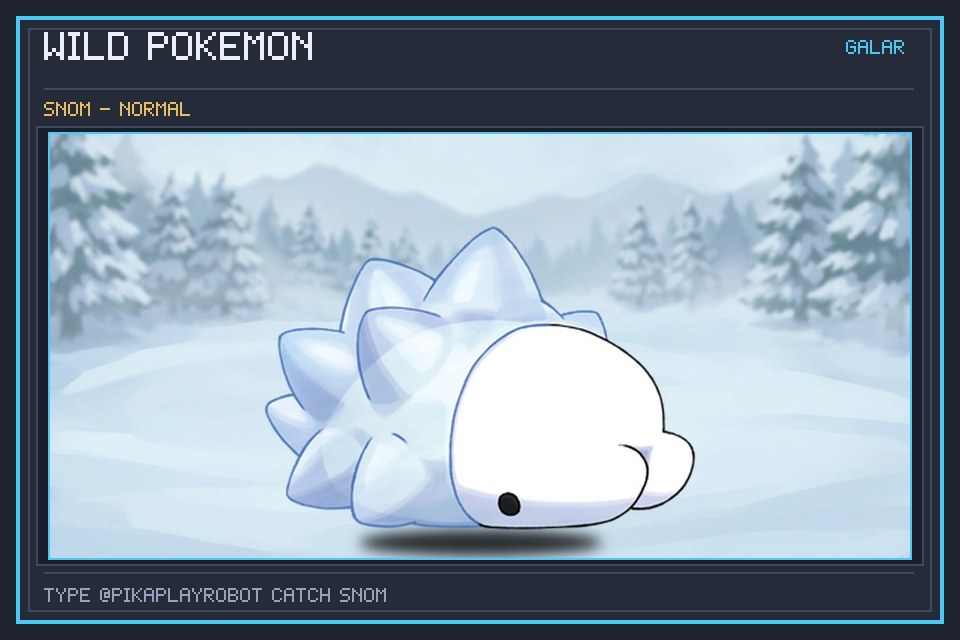 WILD POKEMON
GALAR
SNOM - NORMAL
TYPE @PIKAPLAYROBOT CATCH SNOM